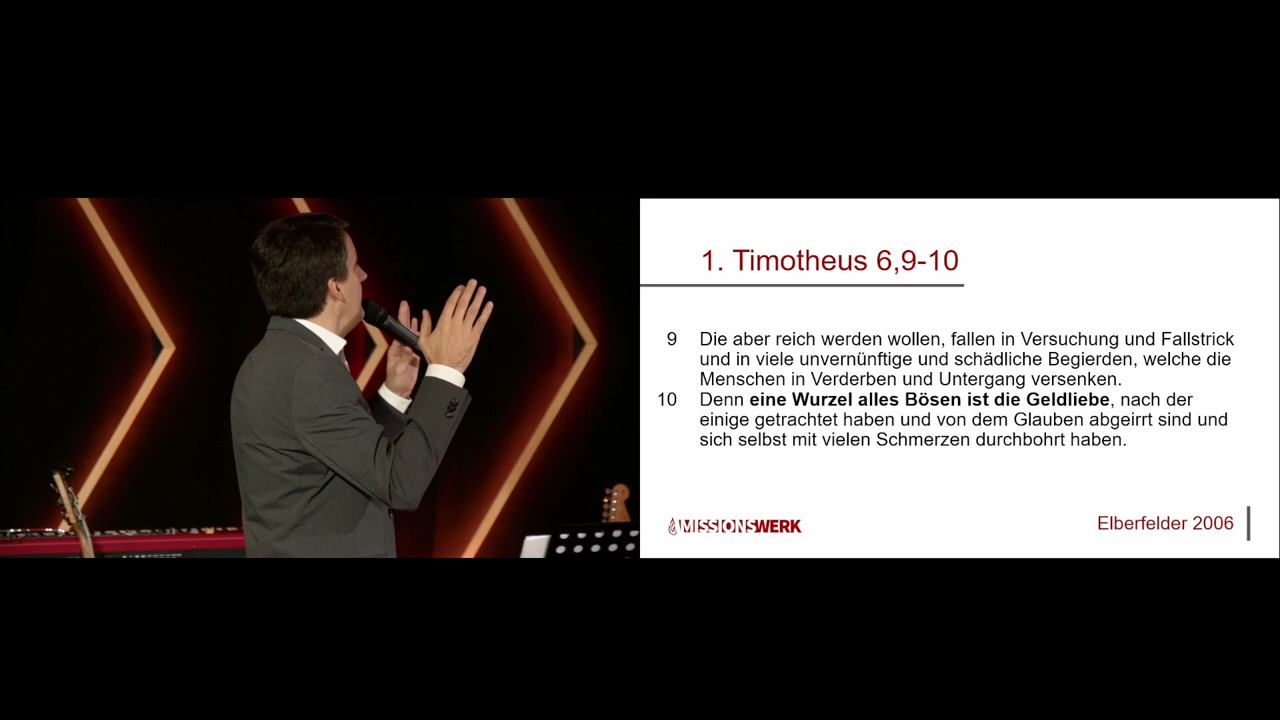 1. Timotheus 6,9-10
9 Die aber reich werden wollen, fallen in Versuchung und Fallstrick
und in viele unvernünftige und schädliche Begierden, welche die
Menschen in Verderben und Untergang versenken.
10 Denn eine Wurzel alles Bösen ist die Geldliebe, nach der
einige getrachtet haben und von dem Glauben abgeirrt sind und
sich selbst mit vielen Schmerzen durchbohrt haben.
MISSIONSWERK
Elberfelder 2006